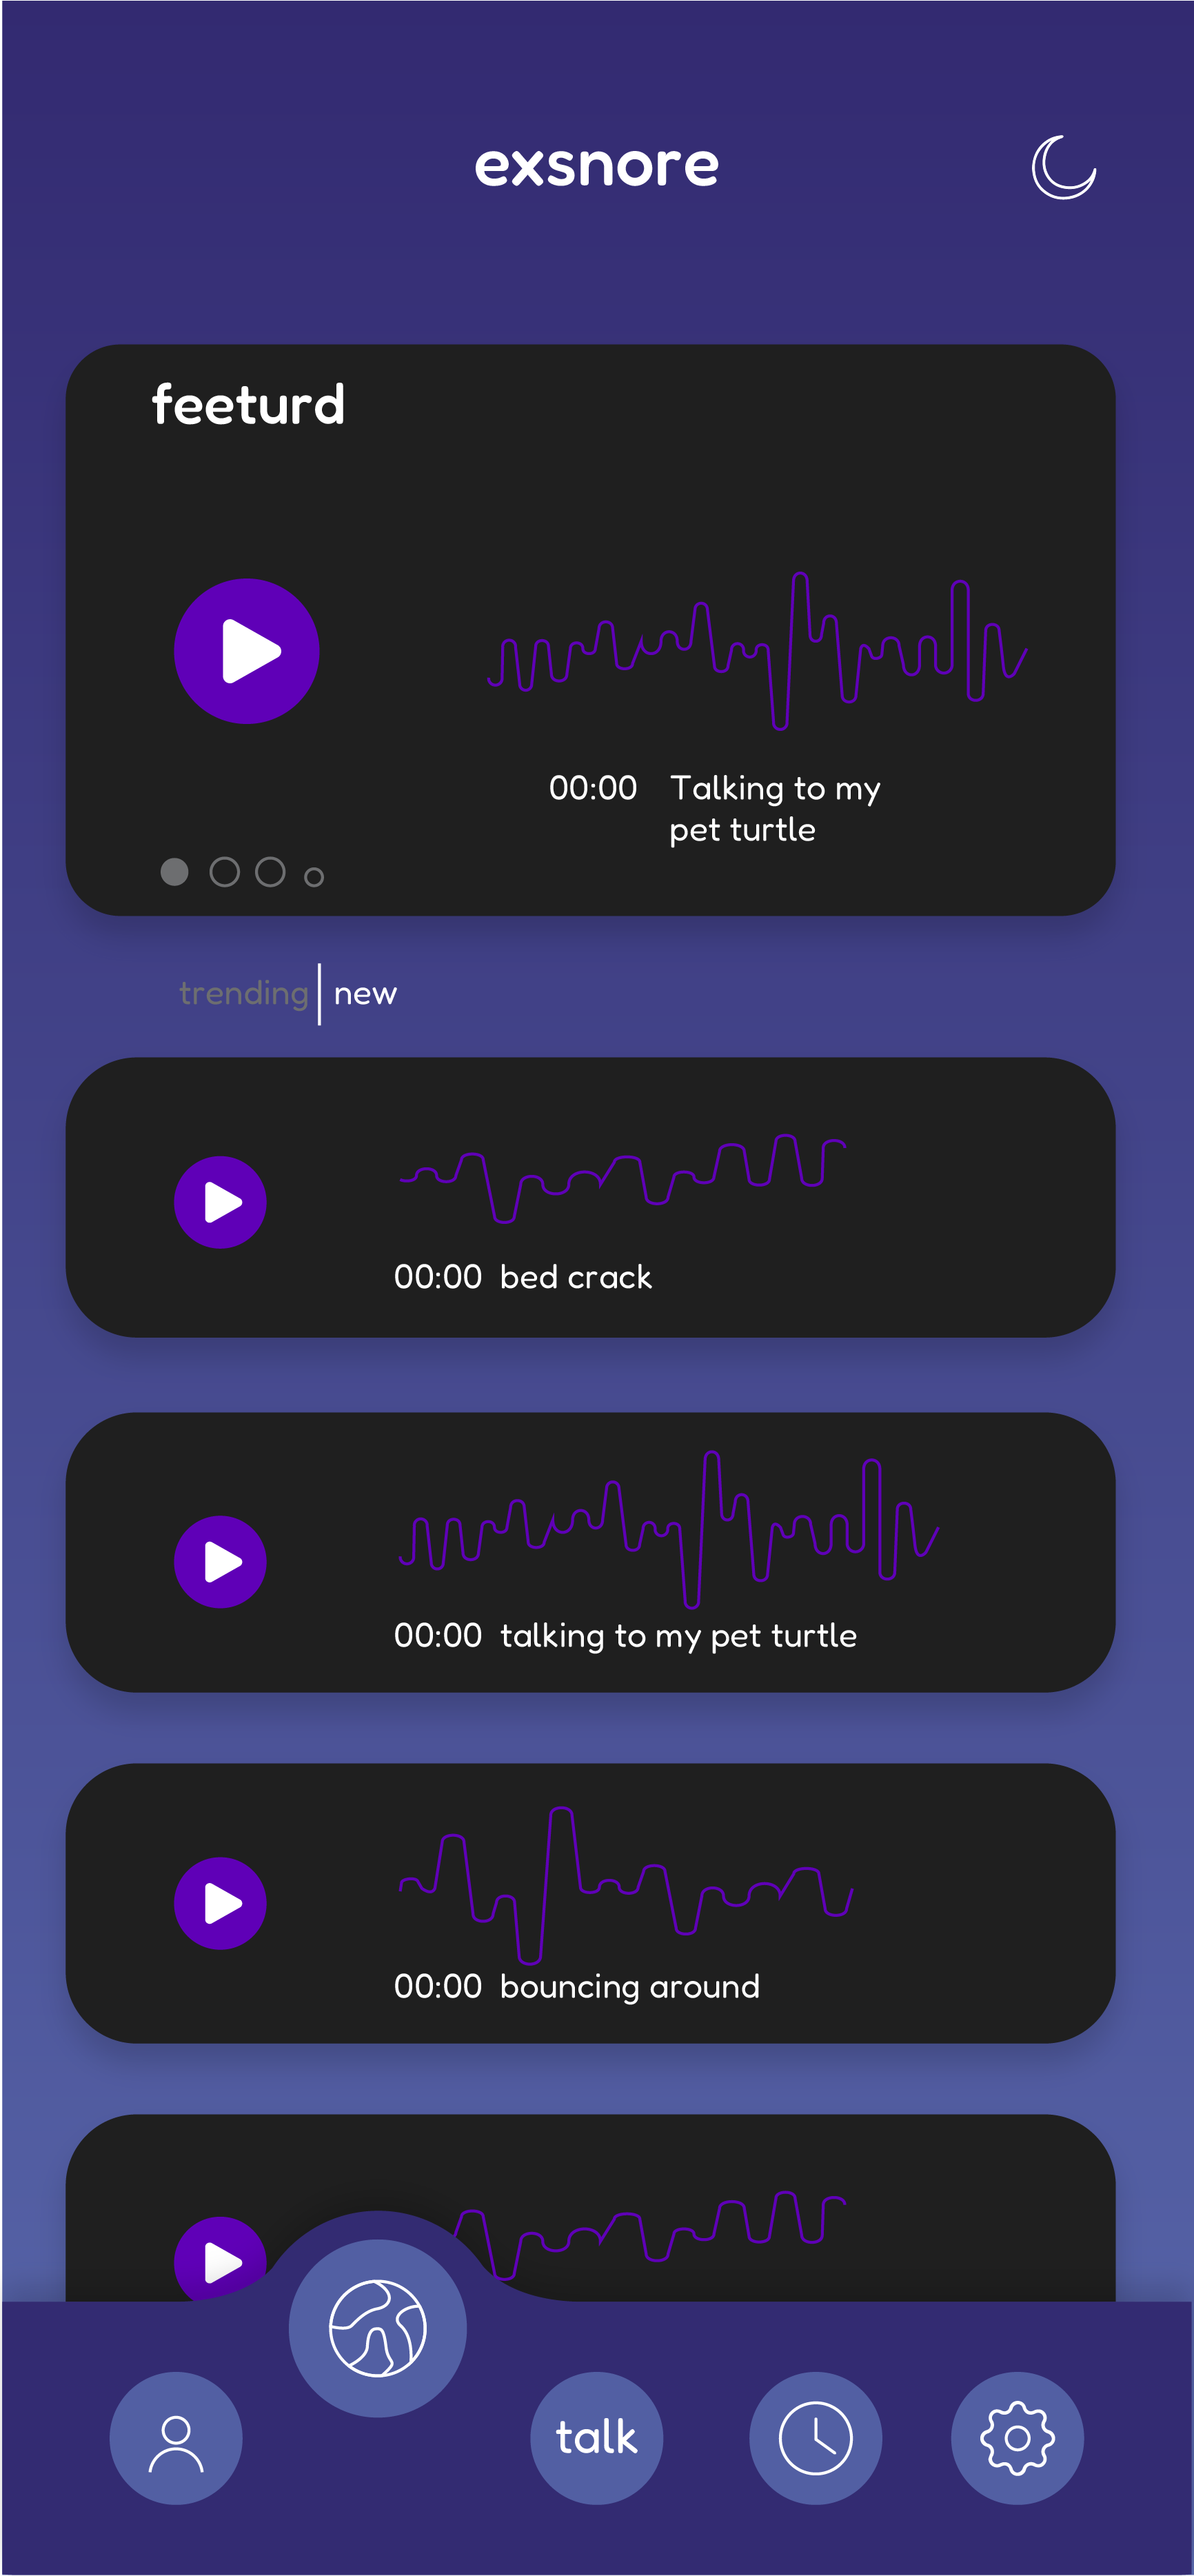 exsnore
feeturd
00:00 Talking to my
pet turtle
trending new
00:00 bed crack
00:00 talking to my pet turtle
00:00 bouncing around
talk